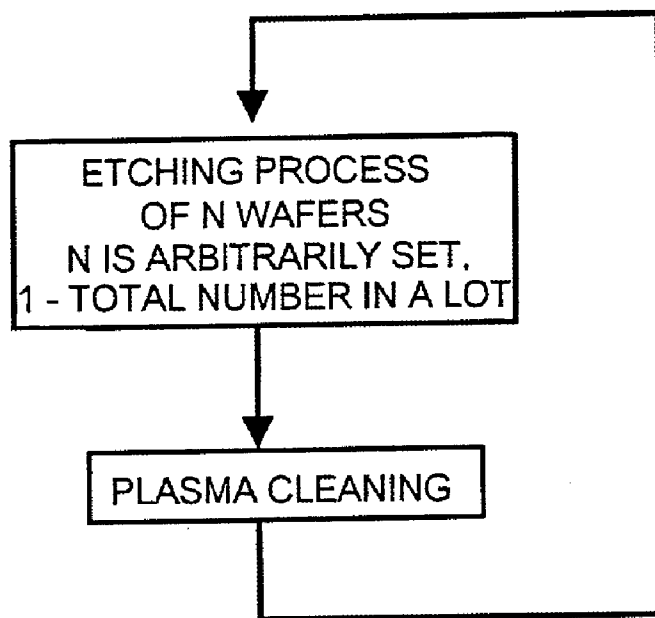 ETCHING PROCESS
OF N WAFERS
N IS ARBITRARILY SET,
1 - TOTAL NUMBER IN A LOT
PLASMA CLEANING